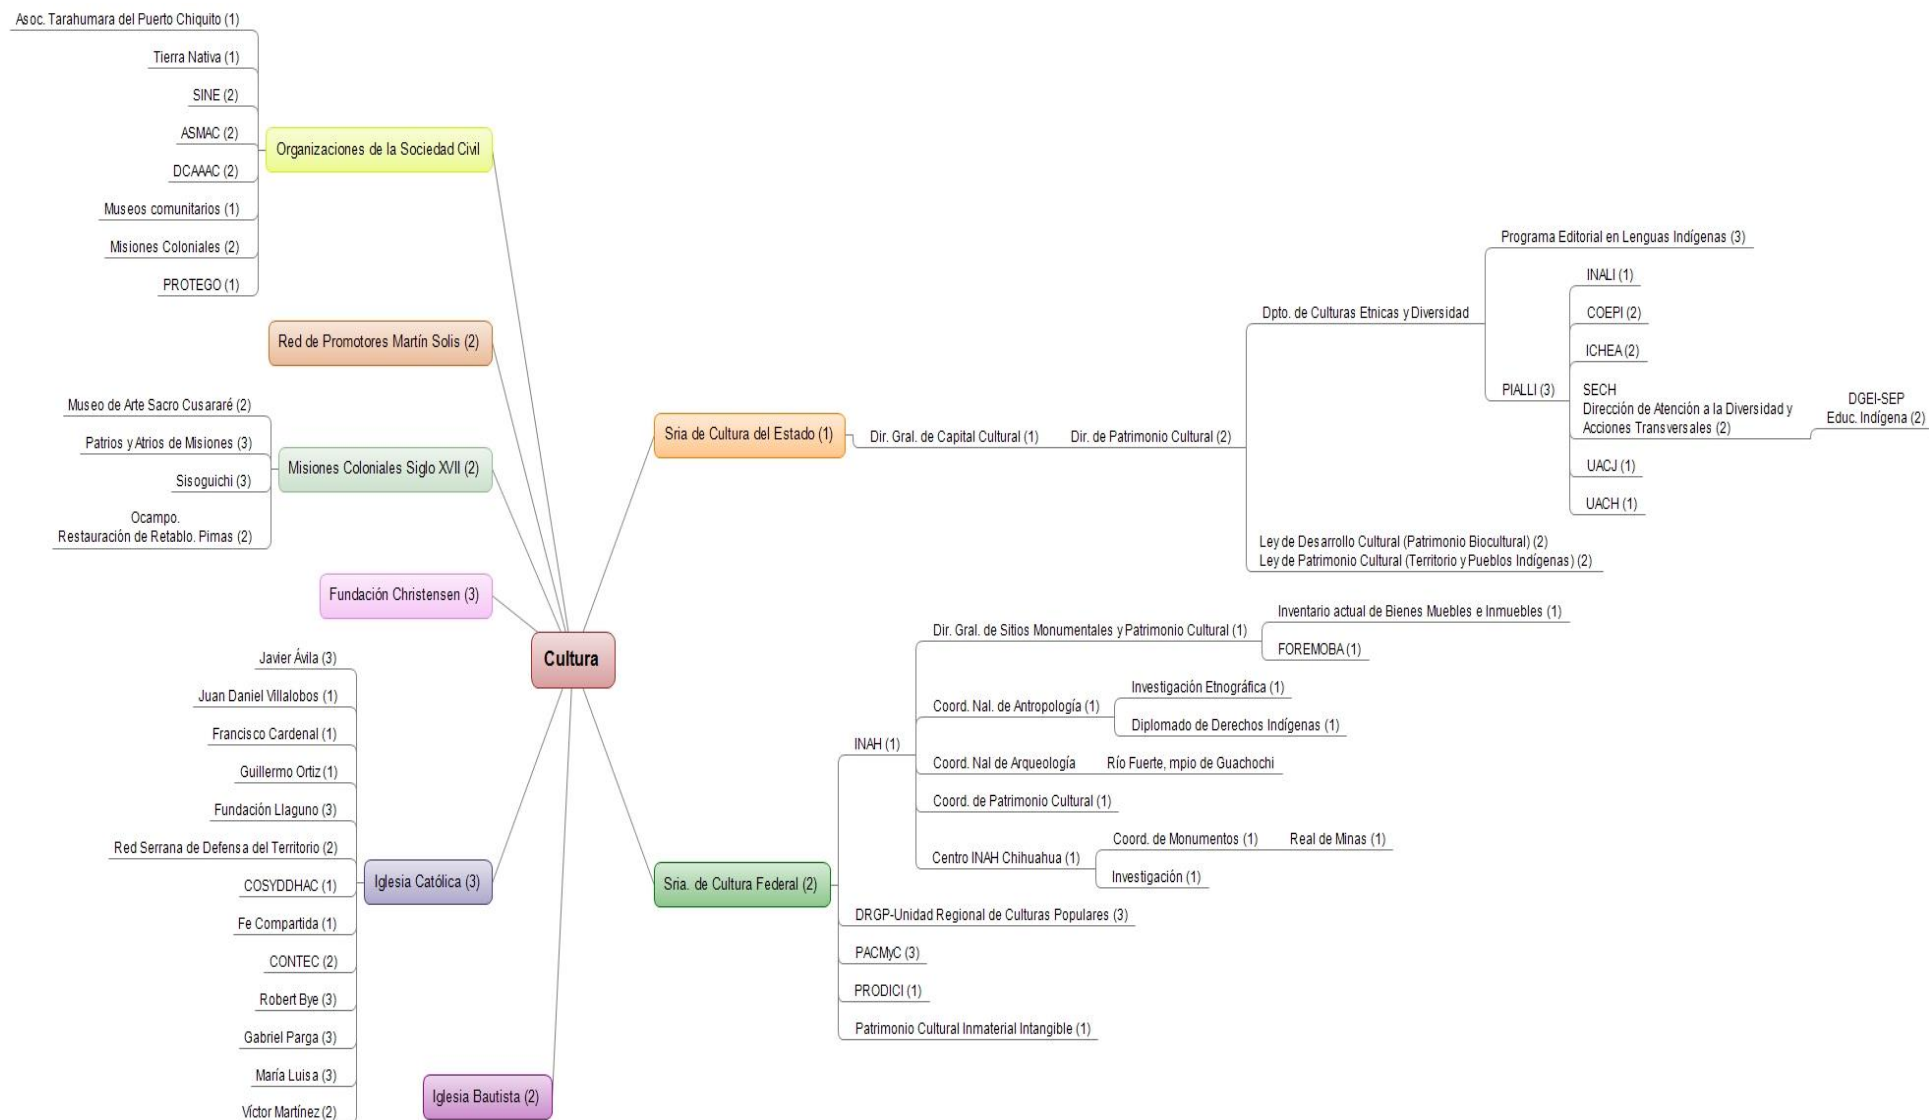 Asoc. Tarahumara del Puerto Chiquito (1)
Tierra Nativa (1)
SINE (2)
ASMAC (2)
DCAAAC (2)
Museos comunitarios (1)
Misiones Coloniales (2)
PROTEGO (1)
Organizaciones de la Sociedad Civil
Red de Promotores Martín Solis (2)
Museo de Arte Sacro Cusararé (2)
Patrios y Atrios de Misiones (3)
Sisoguichi (3)
Ocampo.
Restauración de Retablo. Pimas (2)
Misiones Coloniales Siglo XVII (2)
Fundación Christensen (3)
Javier Ávila (3)
Juan Daniel Villalobos (1)
Francisco Cardenal (1)
Guillermo Ortiz (1)
Fundación Llaguno (3)
Red Serrana de Defensa del Territorio (2)
COSYDDHAC (1)
Fe Compartida (1)
CONTEC (2)
Robert Bye (3)
Gabriel Parga (3)
María Luisa (3)
Víctor Martínez (2)
Iglesia Católica (3)
Iglesia Bautista (2)
Cultura
Sria de Cultura del Estado (1)
Dir. Gral. de Capital Cultural (1)
Dir. de Patrimonio Cultural (2)
Dpto. de Culturas Etnicas y Diversidad
Programa Editorial en Lenguas Indígenas (3)
PIALLI (3)
INALI (1)
COEPI (2)
ICHEA (2)
SECH
Dirección de Atención a la Diversidad y
Acciones Transversales (2)
DGEI-SEP
Educ. Indígena (2)
UACJ (1)
UACH (1)
Ley de Desarrollo Cultural (Patrimonio Biocultural) (2)
Ley de Patrimonio Cultural (Territorio y Pueblos Indígenas) (2)
Sria. de Cultura Federal (2)
INAH (1)
Dir. Gral. de Sitios Monumentales y Patrimonio Cultural (1)
Inventario actual de Bienes Muebles e Inmuebles (1)
FOREMOBA (1)
Coord. Nal. de Antropología (1)
Investigación Etnográfica (1)
Diplomado de Derechos Indígenas (1)
Coord. Nal de Arqueología
Río Fuerte, mpio de Guachochi
Coord. de Patrimonio Cultural (1)
Centro INAH Chihuahua (1)
Coord. de Monumentos (1)
Real de Minas (1)
Investigación (1)
DRGP-Unidad Regional de Culturas Populares (3)
PACMyC (3)
PRODICI (1)
Patrimonio Cultural Inmaterial Intangible (1)